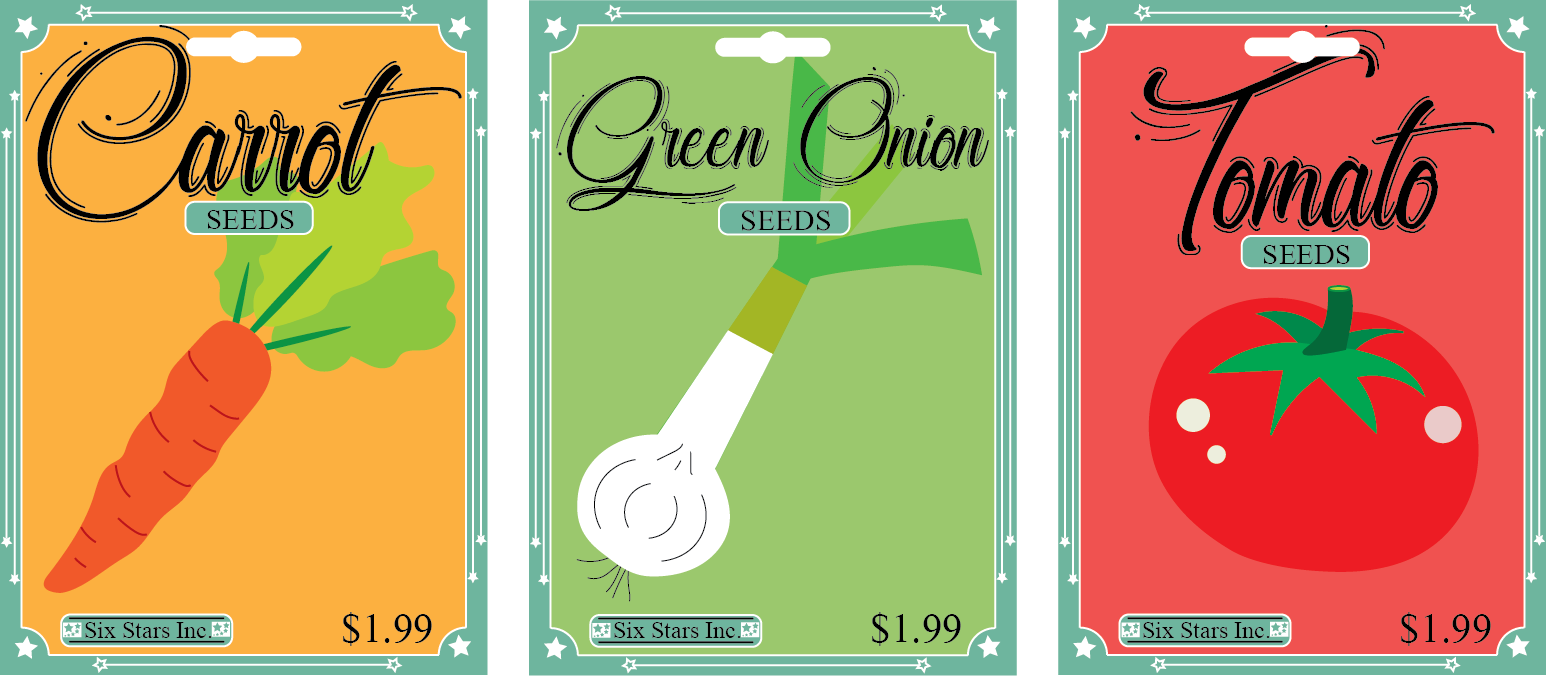 Carrot
SEEDS
Six Stars Inc.
$1.99
Green Onion
SEEDS
Six Stars Inc.
$1.99
Tomato
SEEDS
Six Stars Inc.
$1.99